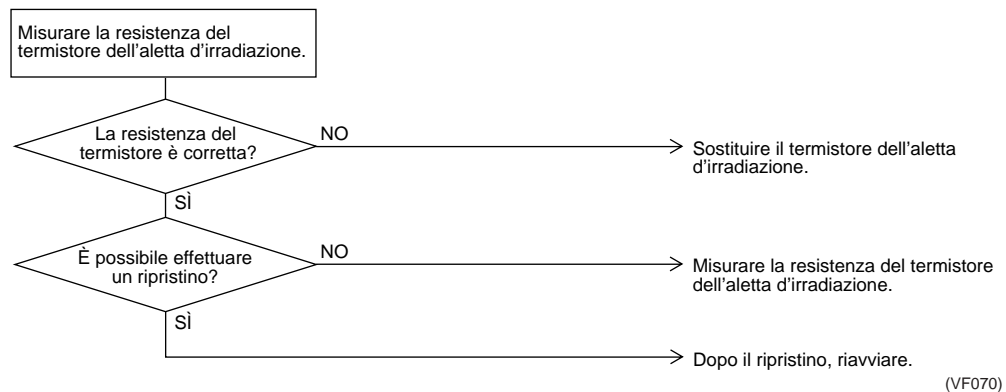 Misurare la resistenza del
termistore dell'aletta d'irradiazione.
La resistenza del
termistore è corretta?
NO
Sostituire il termistore dell'aletta
d'irradiazione.
SÌ
È possibile effettuare
un ripristino?
NO
Misurare la resistenza del termistore
dell'aletta d'irradiazione.
SÌ
Dopo il ripristino, riavviare.
(VF070)